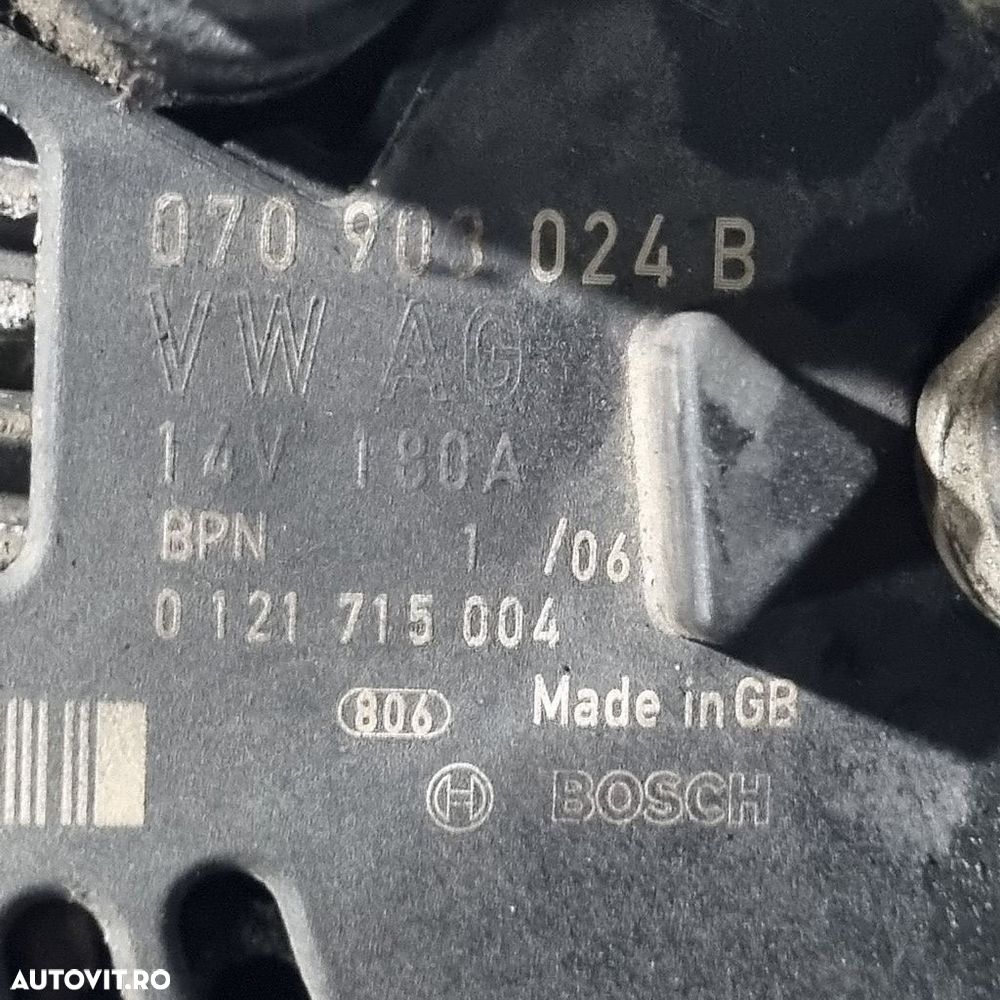 070 903 024 B
VW AG
14V 180A
BPN 1 /06
0 121 715 004
806 Made in GB
BOSCH
AUTOVIT.RO